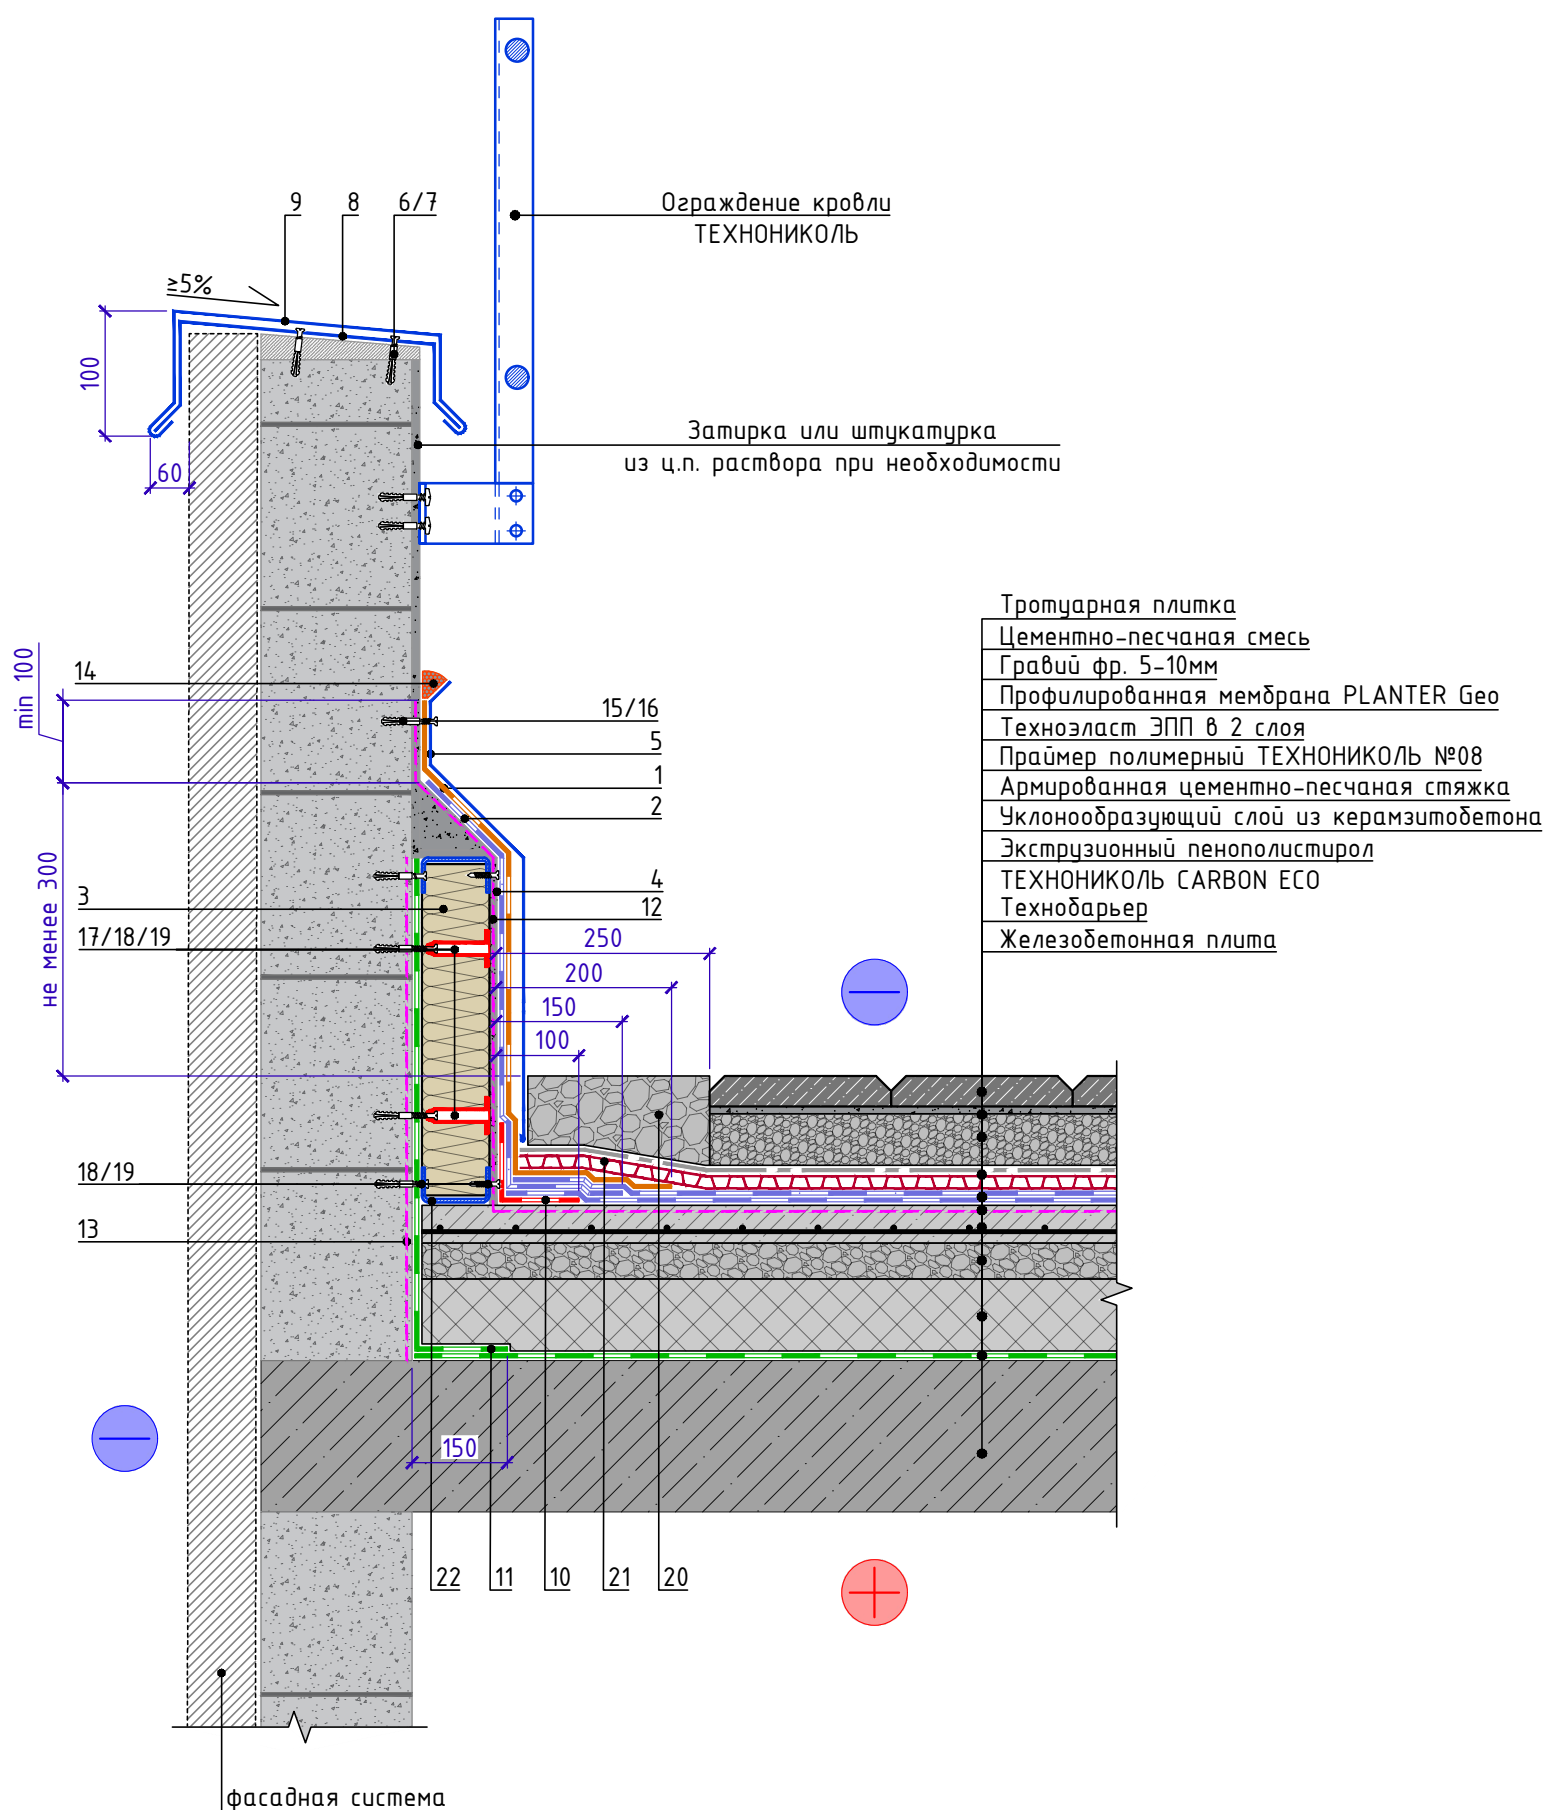 9
8
6/7
Ограждение кровли
ТЕХНОНИКОЛЬ
≥5%
100
60
Затирка или штукатурка
из ц.п. раствора при необходимости
Тротуарная плитка
Цементно-песчаная смесь
Гравий фр. 5-10мм
Профилированная мембрана PLANTER Geo
Техноэласт ЭПП в 2 слоя
Праймер полимерный ТЕХНОНИКОЛЬ №08
Армированная цементно-песчаная стяжка
Уклонообразующий слой из керамзитобетона
Экструзионный пенополистирол
ТЕХНОНИКОЛЬ CARBON ECO
Технобарьер
Железобетонная плита
min 100
14
15/16
5
1
2
не менее 300
3
4
12
17/18/19
250
200
150
100
18/19
13
150
22
11
10
21
20
фасадная система